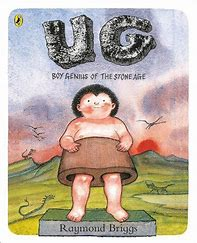 UG
BOY GENIUS OF THE STONE AGE
Raymond Briggs